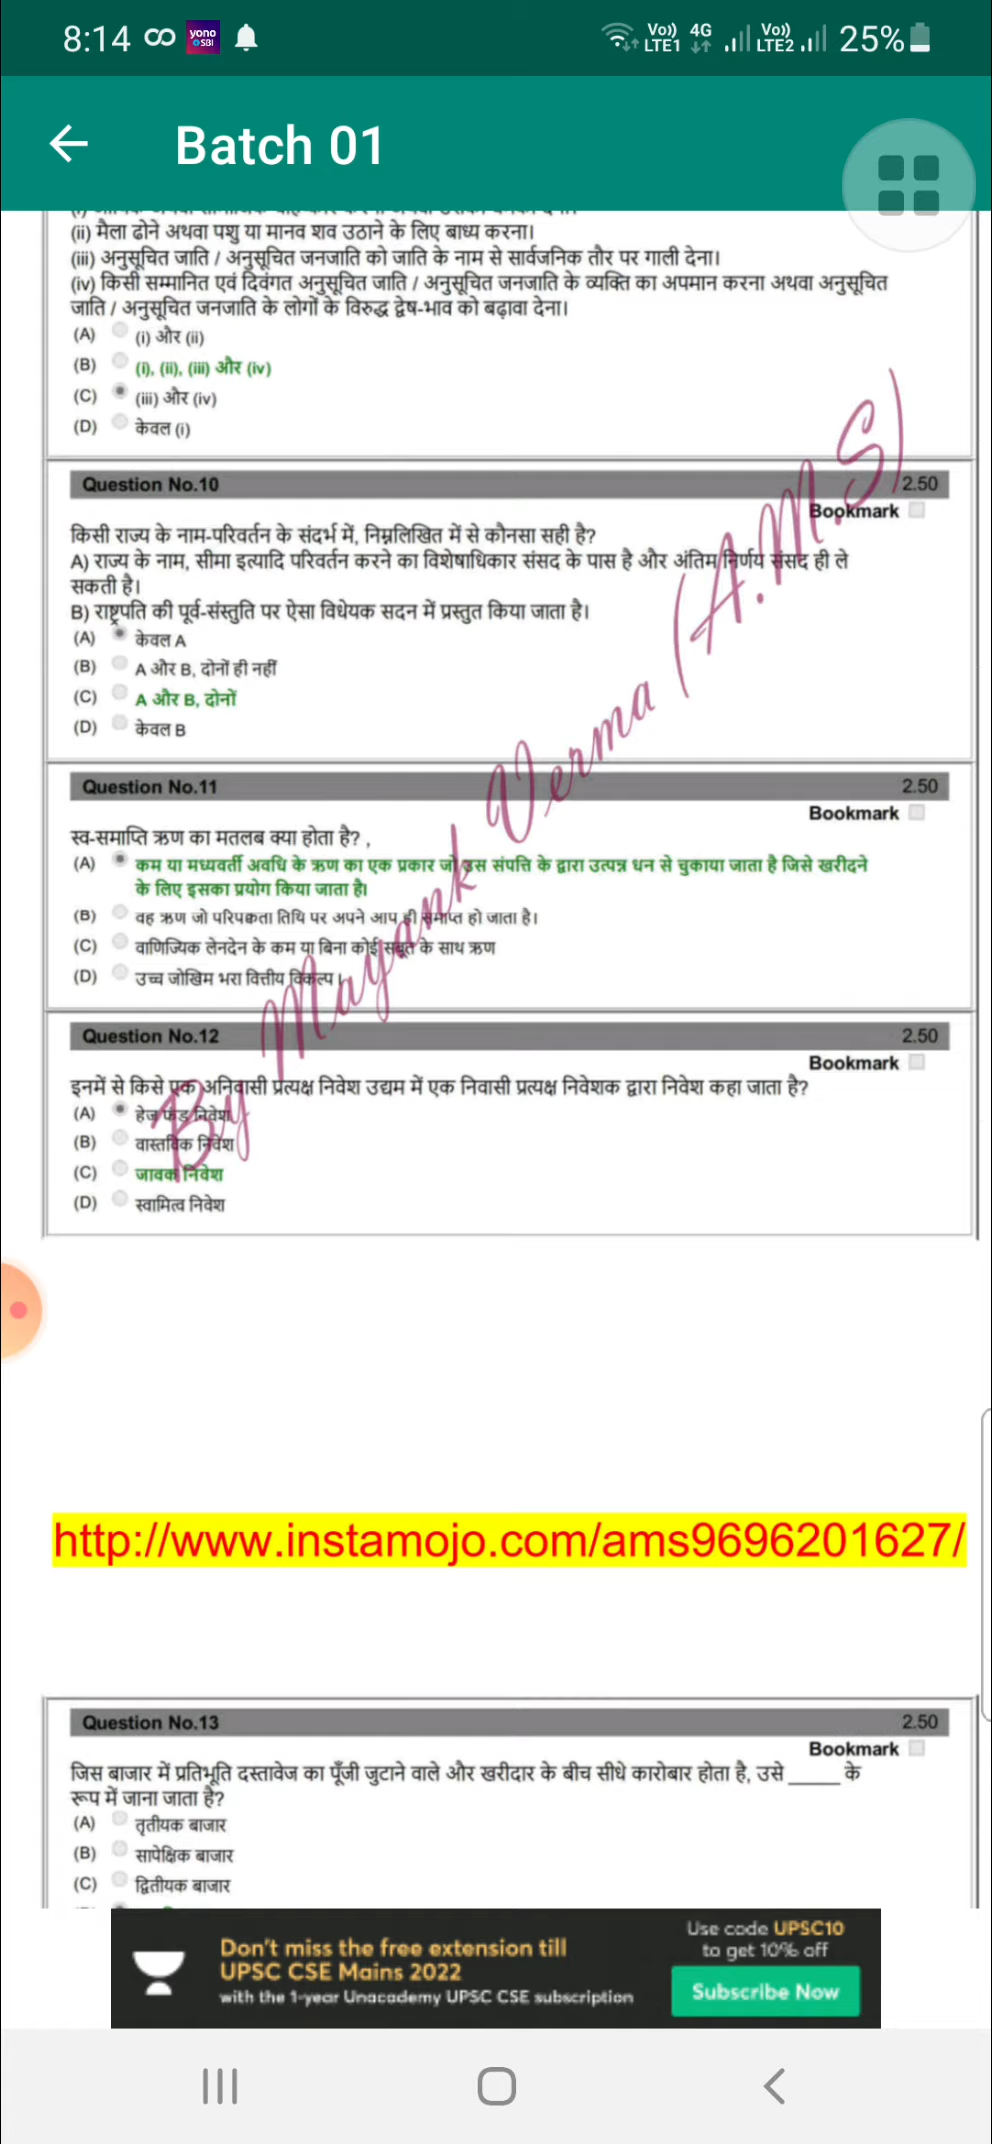 8:14
yono
SBI
Vo)) 4G Vo))
LTE1 LTE2 25%
Batch 01
(ii) मैला ढोने अथवा पशु या मानव शव उठाने के लिए बाध्य करना।
(iii) अनुसूचित जाति / अनुसूचित जनजाति को जाति के नाम से सार्वजनिक तौर पर गाली देना।
(iv) किसी सम्मानित एवं दिवंगत अनुसूचित जाति / अनुसूचित जनजाति के व्यक्ति का अपमान करना अथवा अनुसूचित
जाति / अनुसूचित जनजाति के लोगों के विरुद्ध द्वेष-भाव को बढ़ावा देना।
(A) (i) और (ii)
(B) (i), (ii), (iii) और (iv)
(C) (iii) और (iv)
(D) केवल (i)
Question No.10 2.50
Bookmark
किसी राज्य के नाम-परिवर्तन के संदर्भ में, निम्नलिखित में से कौनसा सही है?
A) राज्य के नाम, सीमा इत्यादि परिवर्तन करने का विशेषाधिकार संसद के पास है और अंतिम निर्णय संसद ही ले
सकती है।
B) राष्ट्रपति की पूर्व-संस्तुति पर ऐसा विधेयक सदन में प्रस्तुत किया जाता है।
(A) केवल A
(B) A और B, दोनों ही नहीं
(C) A और B, दोनों
(D) केवल B
Question No.11 2.50
Bookmark
स्व-समाप्ति ऋण का मतलब क्या होता है? ,
(A) कम या मध्यवर्ती अवधि के ऋण का एक प्रकार जो उस संपत्ति के द्वारा उत्पन्न धन से चुकाया जाता है जिसे खरीदने
के लिए इसका प्रयोग किया जाता है।
(B) वह ऋण जो परिपक्वता तिथि पर अपने आप ही समाप्त हो जाता है।
(C) वाणिज्यिक लेनदेन के कम या बिना कोई सबूत के साथ ऋण
(D) उच्च जोखिम भरा वित्तीय विकल्प।
Question No.12 2.50
Bookmark
इनमें से किसे एक अनिवासी प्रत्यक्ष निवेश उद्यम में एक निवासी प्रत्यक्ष निवेशक द्वारा निवेश कहा जाता है?
(A) हेज फंड निवेश
(B) वास्तविक निवेश
(C) जावक निवेश
(D) स्वामित्व निवेश
By Mayank Verma (A.M.S)
http://www.instamojo.com/ams9696201627/
Question No.13 2.50
Bookmark
जिस बाजार में प्रतिभूति दस्तावेज का पूँजी जुटाने वाले और खरीदार के बीच सीधे कारोबार होता है, उसे _____ के
रूप में जाना जाता है?
(A) तृतीयक बाजार
(B) सापेक्षिक बाजार
(C) द्वितीयक बाजार
Don't miss the free extension till
UPSC CSE Mains 2022
with the 1-year Unacademy UPSC CSE subscription
Use code UPSC10
to get 10% off
Subscribe Now